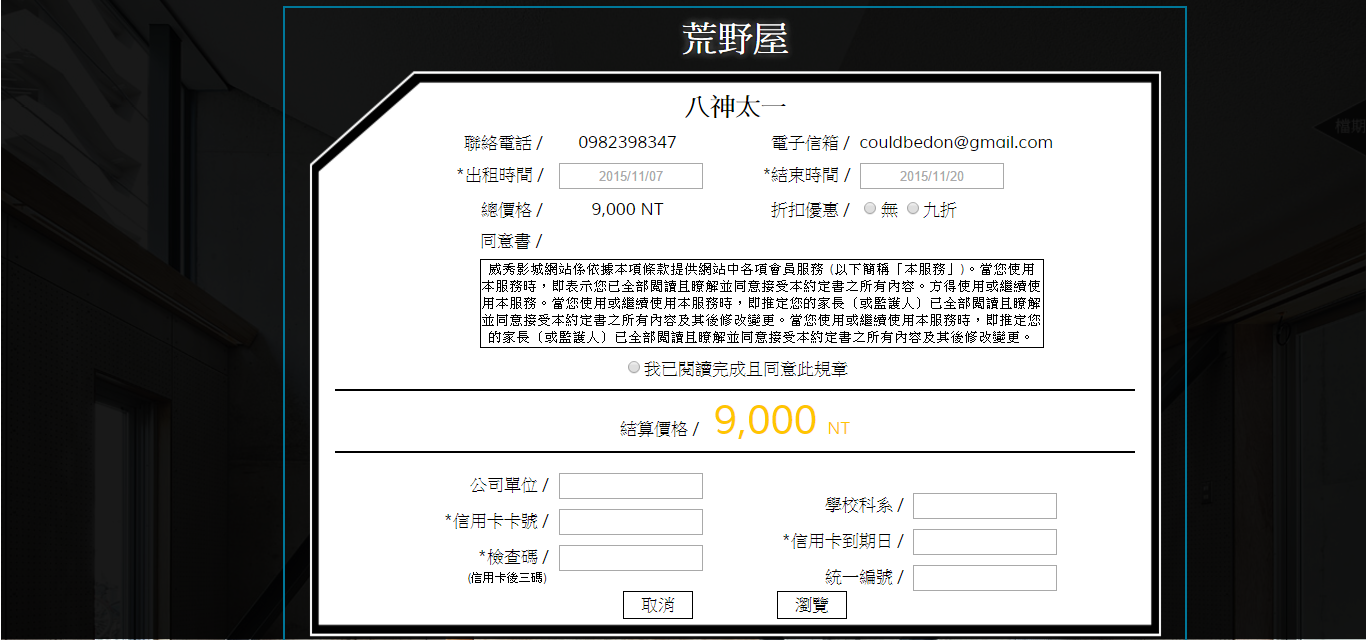 荒野屋
檔期
八神太一
聯絡電話 / 0982398347 電子信箱 / couldbedon@gmail.com
*出租時間 / 2015/11/07 *結束時間 / 2015/11/20
總價格 / 9,000 NT 折扣優惠 / 無 九折
同意書 /
威秀影城網站係依據本項條款提供網站中各項會員服務 (以下簡稱「本服務」)。當您使用
本服務時，即表示您已全部閱讀且瞭解並同意接受本約定書之所有內容。方得使用或繼續使
用本服務。當您使用或繼續使用本服務時，即推定您的家長〔或監護人〕已全部閱讀且瞭解
並同意接受本約定書之所有內容及其後修改變更。當您使用或繼續使用本服務時，即推定您
的家長〔或監護人〕已全部閱讀且瞭解並同意接受本約定書之所有內容及其後修改變更。
我已閱讀完成且同意此規章
結算價格 / 9,000 NT
公司單位 /
學校科系 /
*信用卡卡號 /
*信用卡到期日 /
*檢查碼 /
(信用卡後三碼)
統一編號 /
取消 瀏覽